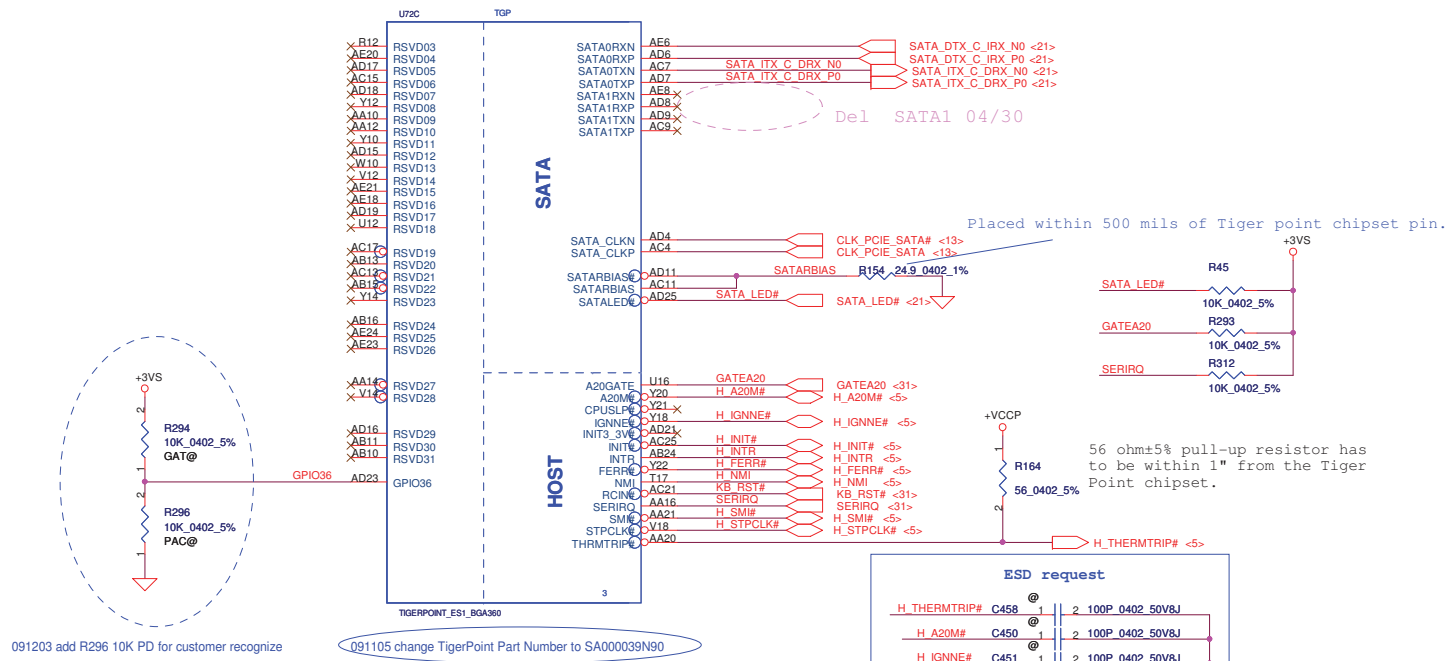 U72C TGP
R12 RSVD03 SATA0RXN AE6 SATA_DTX_C_IRX_N0 <21>
AE20 RSVD04 SATA0RXP AD6 SATA_DTX_C_IRX_P0 <21>
AD17 RSVD05 SATA0TXN AC7 SATA_ITX_C_DRX_N0 SATA_ITX_C_DRX_N0 <21>
AC15 RSVD06 SATA0TXP AD7 SATA_ITX_C_DRX_P0 SATA_ITX_C_DRX_P0 <21>
AD18 RSVD07 SATA1RXN AE8
Y12 RSVD08 SATA1RXP AD8
AA10 RSVD09 SATA1TXN AD9
AA12 RSVD10 SATA1TXP AC9
Del SATA1 04/30
Y10 RSVD11
AD15 RSVD12
W10 RSVD13
V12 RSVD14
AE21 RSVD15
AE18 RSVD16
AD19 RSVD17
U12 RSVD18
SATA
AC17 RSVD19 SATA_CLKN AD4 CLK_PCIE_SATA# <13>
AB13 RSVD20 SATA_CLKP AC4 CLK_PCIE_SATA <13>
AC13 RSVD21 SATARBIAS# AD11 SATARBIAS R154 24.9_0402_1%
AB15 RSVD22 SATARBIAS AC11
Y14 RSVD23 SATALED# AD25 SATA_LED# SATA_LED# <21>
Placed within 500 mils of Tiger point chipset pin.
+3VS
R45
SATA_LED# 10K_0402_5%
R293
GATEA20 10K_0402_5%
R312
SERIRQ 10K_0402_5%
AB16 RSVD24
AE24 RSVD25
AE23 RSVD26
AA14 RSVD27 A20GATE U16 GATEA20 GATEA20 <31>
V14 RSVD28 A20M# Y20 H_A20M# H_A20M# <5>
CPUSLP# Y21
IGNNE# Y18 H_IGNNE# H_IGNNE# <5>
AD16 RSVD29 INIT3_3V# AD21
AB11 RSVD30 INIT# AC25 H_INIT# H_INIT# <5>
AB10 RSVD31 INTR AB24 H_INTR H_INTR <5>
FERR# Y22 H_FERR# H_FERR# <5>
GPIO36 AD23 GPIO36 NMI T17 H_NMI H_NMI <5>
RCIN# AC21 KB_RST# KB_RST# <31>
SERIRQ AA16 SERIRQ SERIRQ <31>
SMI# AA21 H_SMI# H_SMI# <5>
STPCLK# V18 H_STPCLK# H_STPCLK# <5>
THRMTRIP# AA20 H_THERMTRIP# <5>
HOST
3
TIGERPOINT_ES1_BGA360
+3VS
2
R294
10K_0402_5%
GAT@
1
2
R296
10K_0402_5%
PAC@
1
+VCCP
1
R164
56_0402_5%
2
56 ohm±5% pull-up resistor has
to be within 1" from the Tiger
Point chipset.
ESD request
@
H_THERMTRIP# C458 1 2 100P_0402_50V8J
@
H_A20M# C450 1 2 100P_0402_50V8J
@
H_IGNNE# C451 1 2 100P_0402_50V8J
091203 add R296 10K PD for customer recognize
091105 change TigerPoint Part Number to SA000039N90